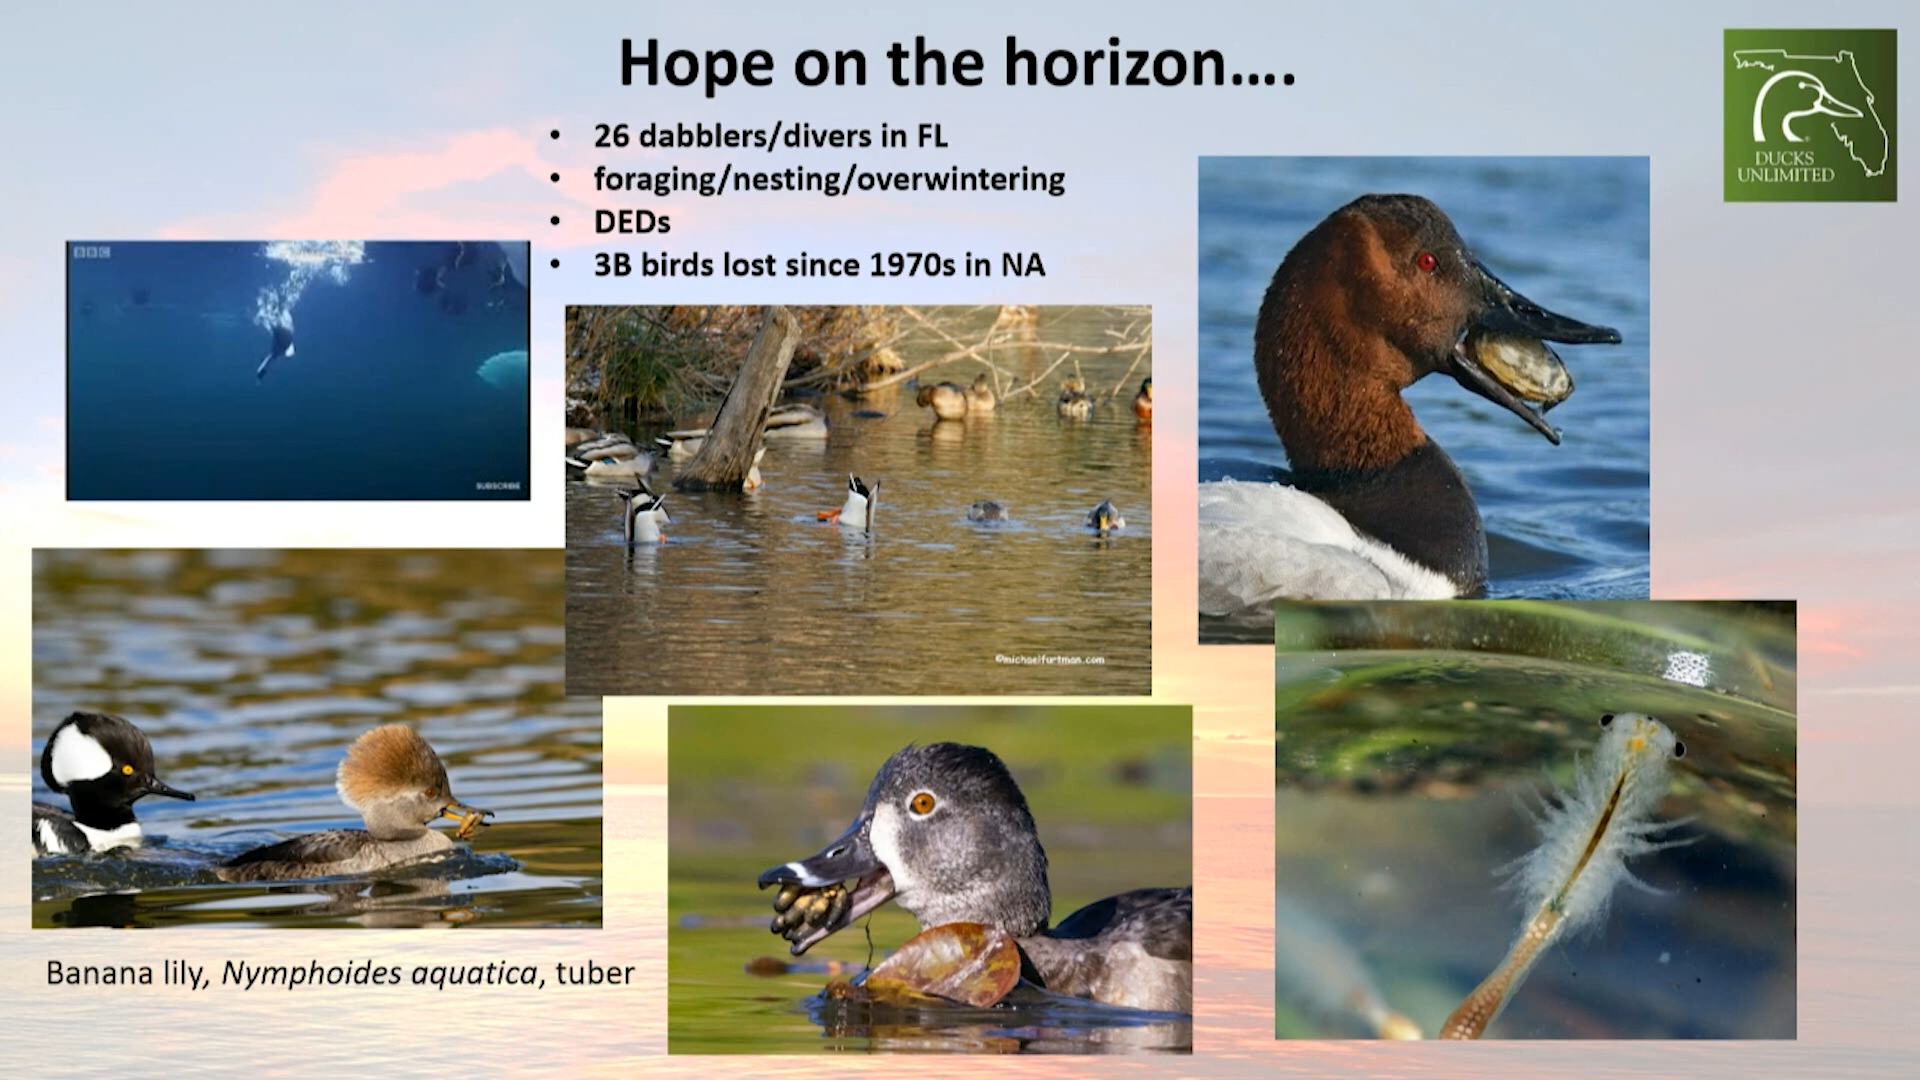 Hope on the horizon….
• 26 dabblers/divers in FL
• foraging/nesting/overwintering
• DEDs
• 3B birds lost since 1970s in NA
DUCKS
UNLIMITED
BBC
SUBSCRIBE
©michaelfurtman.com
Banana lily, Nymphoides aquatica, tuber